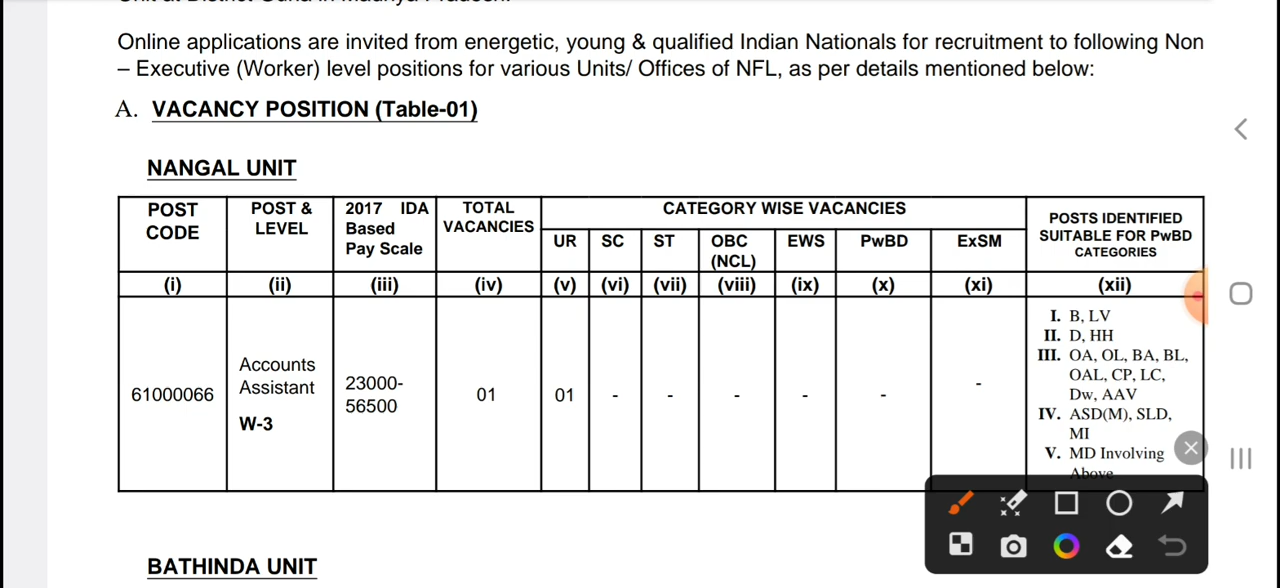 Online applications are invited from energetic, young & qualified Indian Nationals for recruitment to following Non
– Executive (Worker) level positions for various Units/ Offices of NFL, as per details mentioned below:
A. VACANCY POSITION (Table-01)
NANGAL UNIT
POST CODE | POST & LEVEL | 2017 IDA Based Pay Scale | TOTAL VACANCIES | CATEGORY WISE VACANCIES | POSTS IDENTIFIED SUITABLE FOR PwBD CATEGORIES
UR | SC | ST | OBC (NCL) | EWS | PwBD | ExSM
(i) | (ii) | (iii) | (iv) | (v) | (vi) | (vii) | (viii) | (ix) | (x) | (xi) | (xii)
61000066 | Accounts Assistant W-3 | 23000-56500 | 01 | 01 | - | - | - | - | - | -
I. B, LV
II. D, HH
III. OA, OL, BA, BL,
OAL, CP, LC,
Dw, AAV
IV. ASD(M), SLD,
MI
V. MD Involving
Above
BATHINDA UNIT